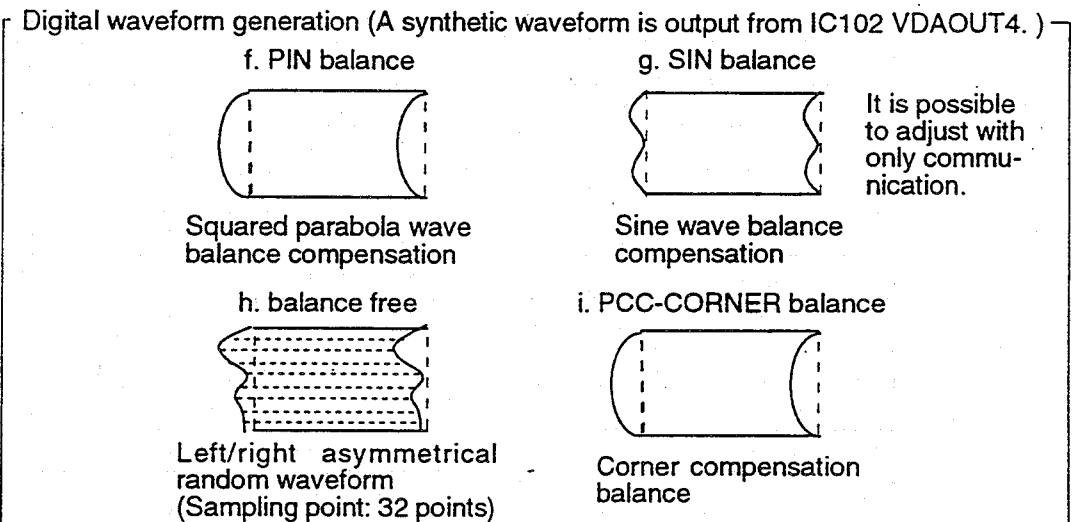 Digital waveform generation (A synthetic waveform is output from IC102 VDAOUT4. )
f. PIN balance
Squared parabola wave
balance compensation
g. SIN balance
It is possible
to adjust with
only commu-
nication.
Sine wave balance
compensation
h. balance free
Left/right asymmetrical
random waveform
(Sampling point: 32 points)
i. PCC-CORNER balance
Corner compensation
balance